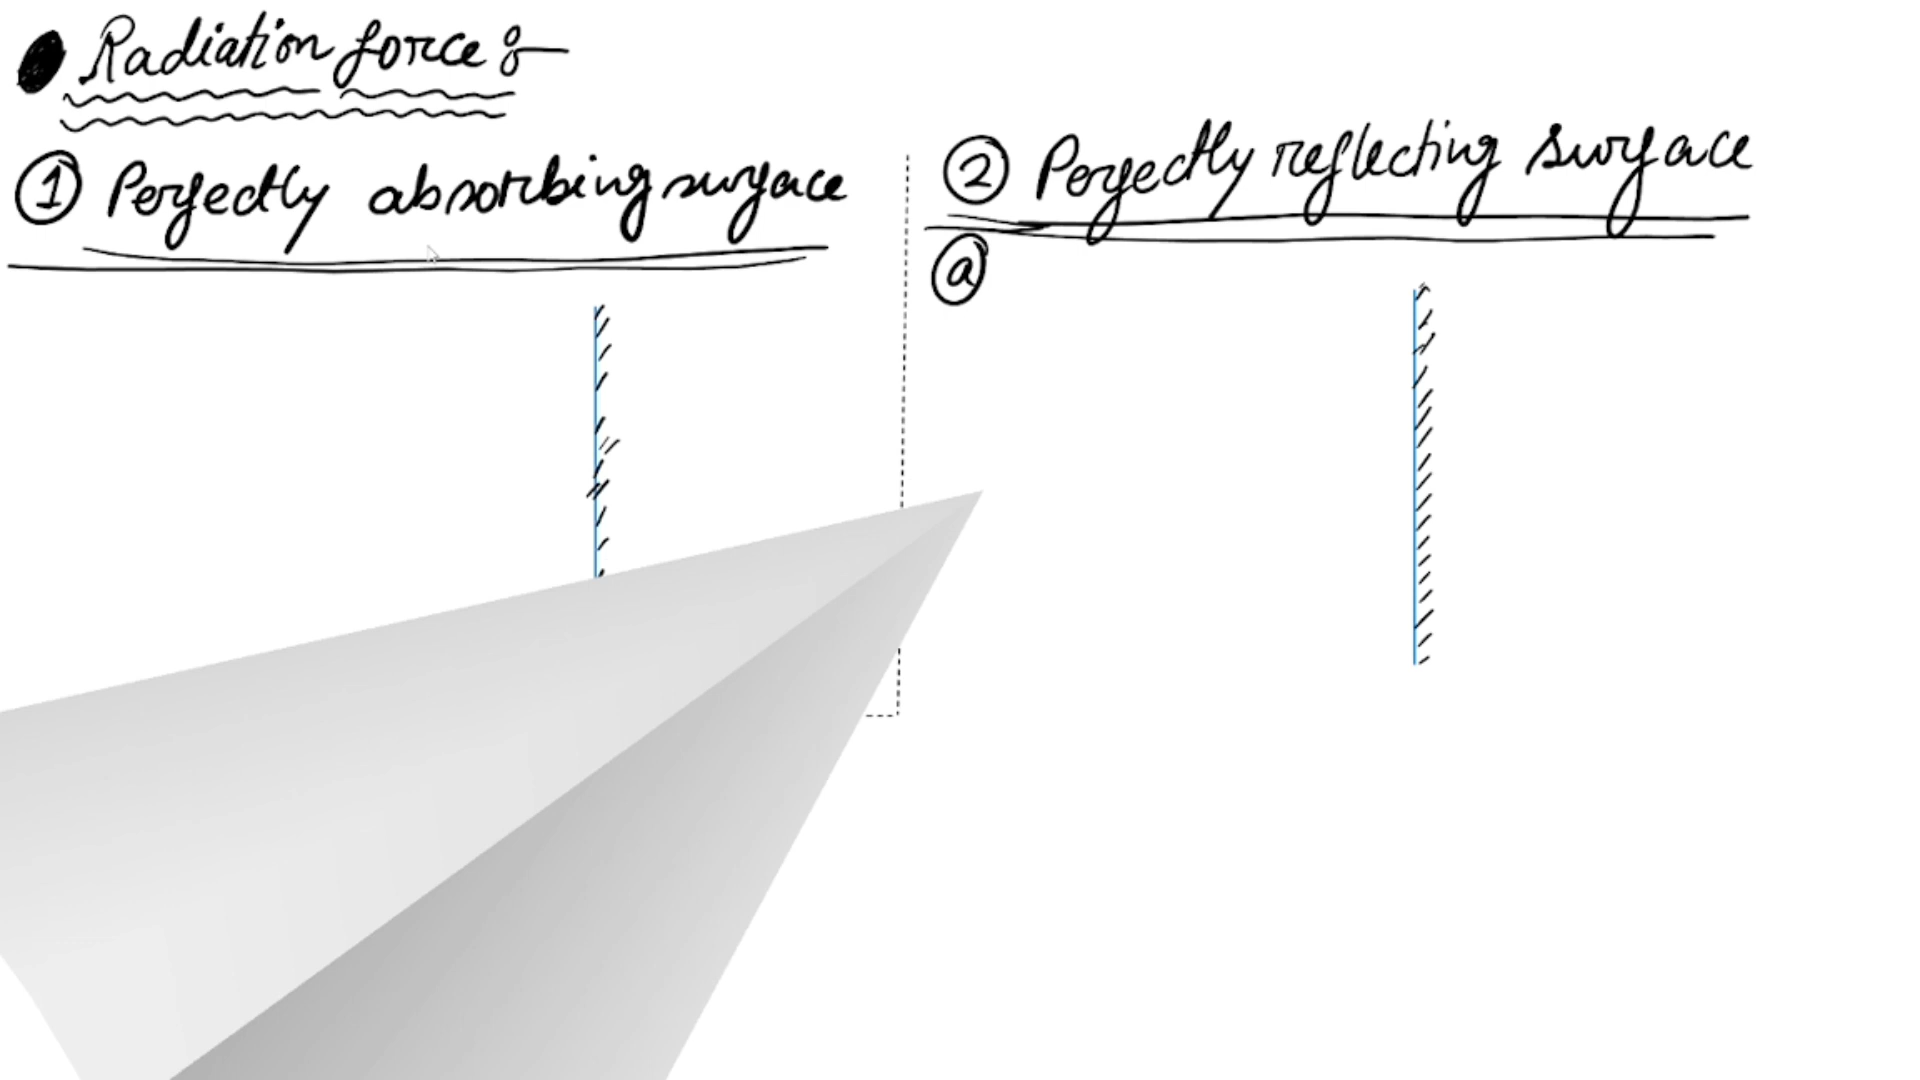 Radiation force :-
① Perfectly absorbing surface
② Perfectly reflecting surface
ⓐ